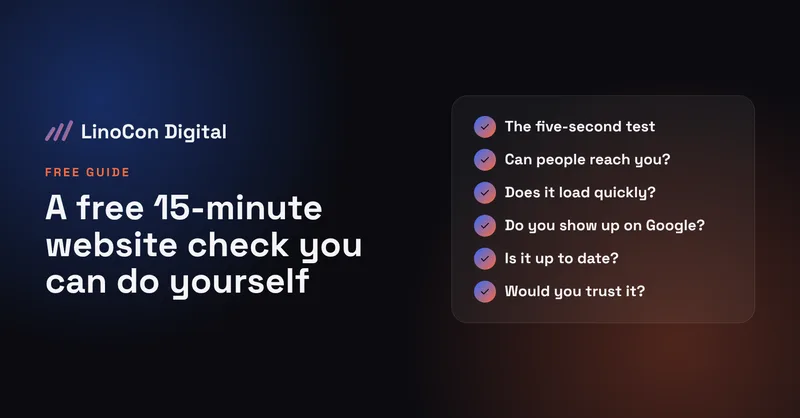 LinoCon Digital
FREE GUIDE
A free 15-minute
website check you
can do yourself
The five-second test
Can people reach you?
Does it load quickly?
Do you show up on Google?
Is it up to date?
Would you trust it?